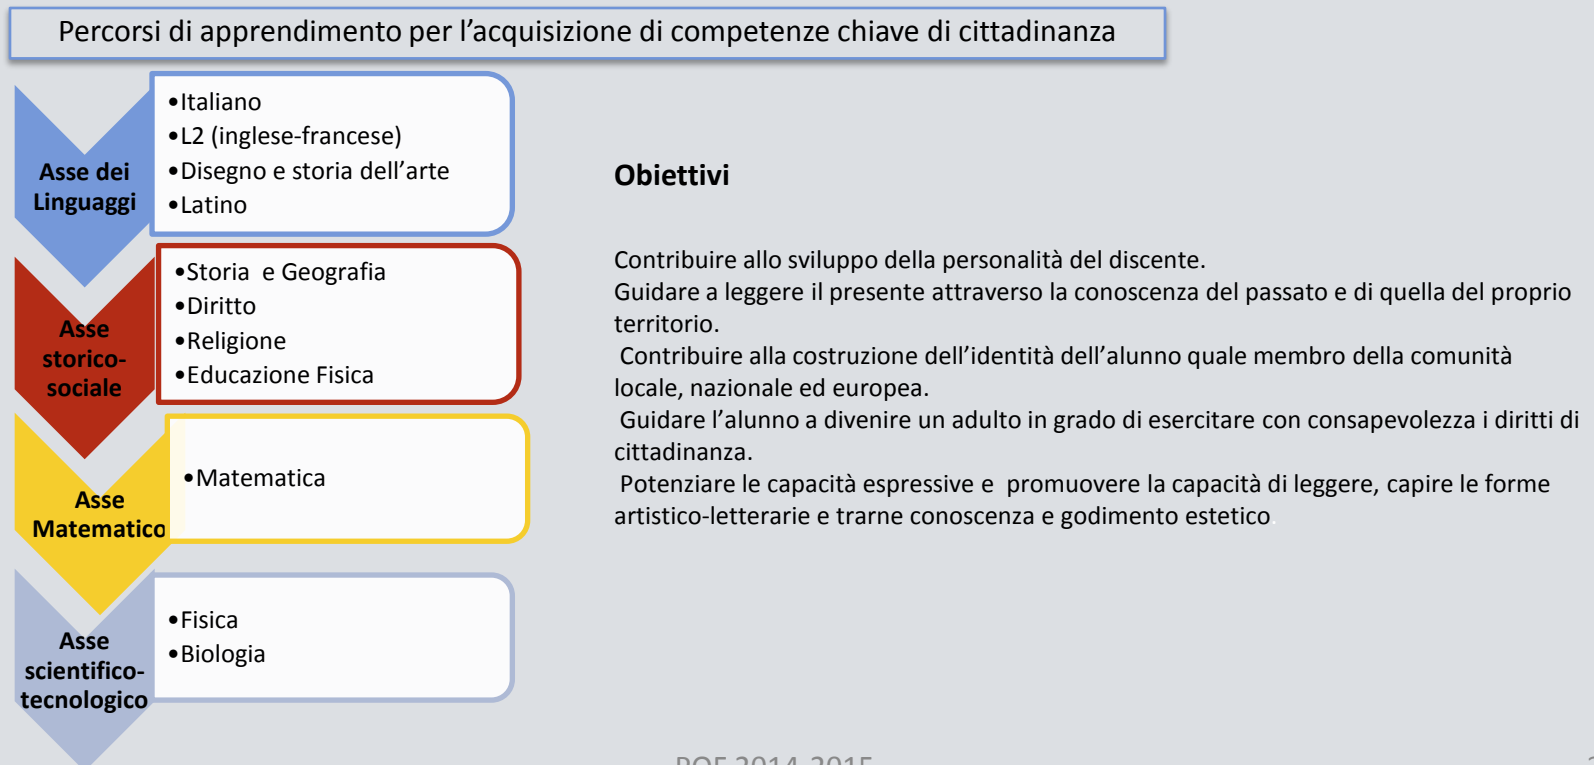 Percorsi di apprendimento per l'acquisizione di competenze chiave di cittadinanza
Asse dei
Linguaggi
•Italiano
•L2 (inglese-francese)
•Disegno e storia dell'arte
•Latino
Asse
storico-
sociale
•Storia e Geografia
•Diritto
•Religione
•Educazione Fisica
Asse
Matematico
•Matematica
Asse
scientifico-
tecnologico
•Fisica
•Biologia
Obiettivi
Contribuire allo sviluppo della personalità del discente.
Guidare a leggere il presente attraverso la conoscenza del passato e di quella del proprio
territorio.
Contribuire alla costruzione dell'identità dell'alunno quale membro della comunità
locale, nazionale ed europea.
Guidare l'alunno a divenire un adulto in grado di esercitare con consapevolezza i diritti di
cittadinanza.
Potenziare le capacità espressive e promuovere la capacità di leggere, capire le forme
artistico-letterarie e trarne conoscenza e godimento estetico.
POF 2014-2015